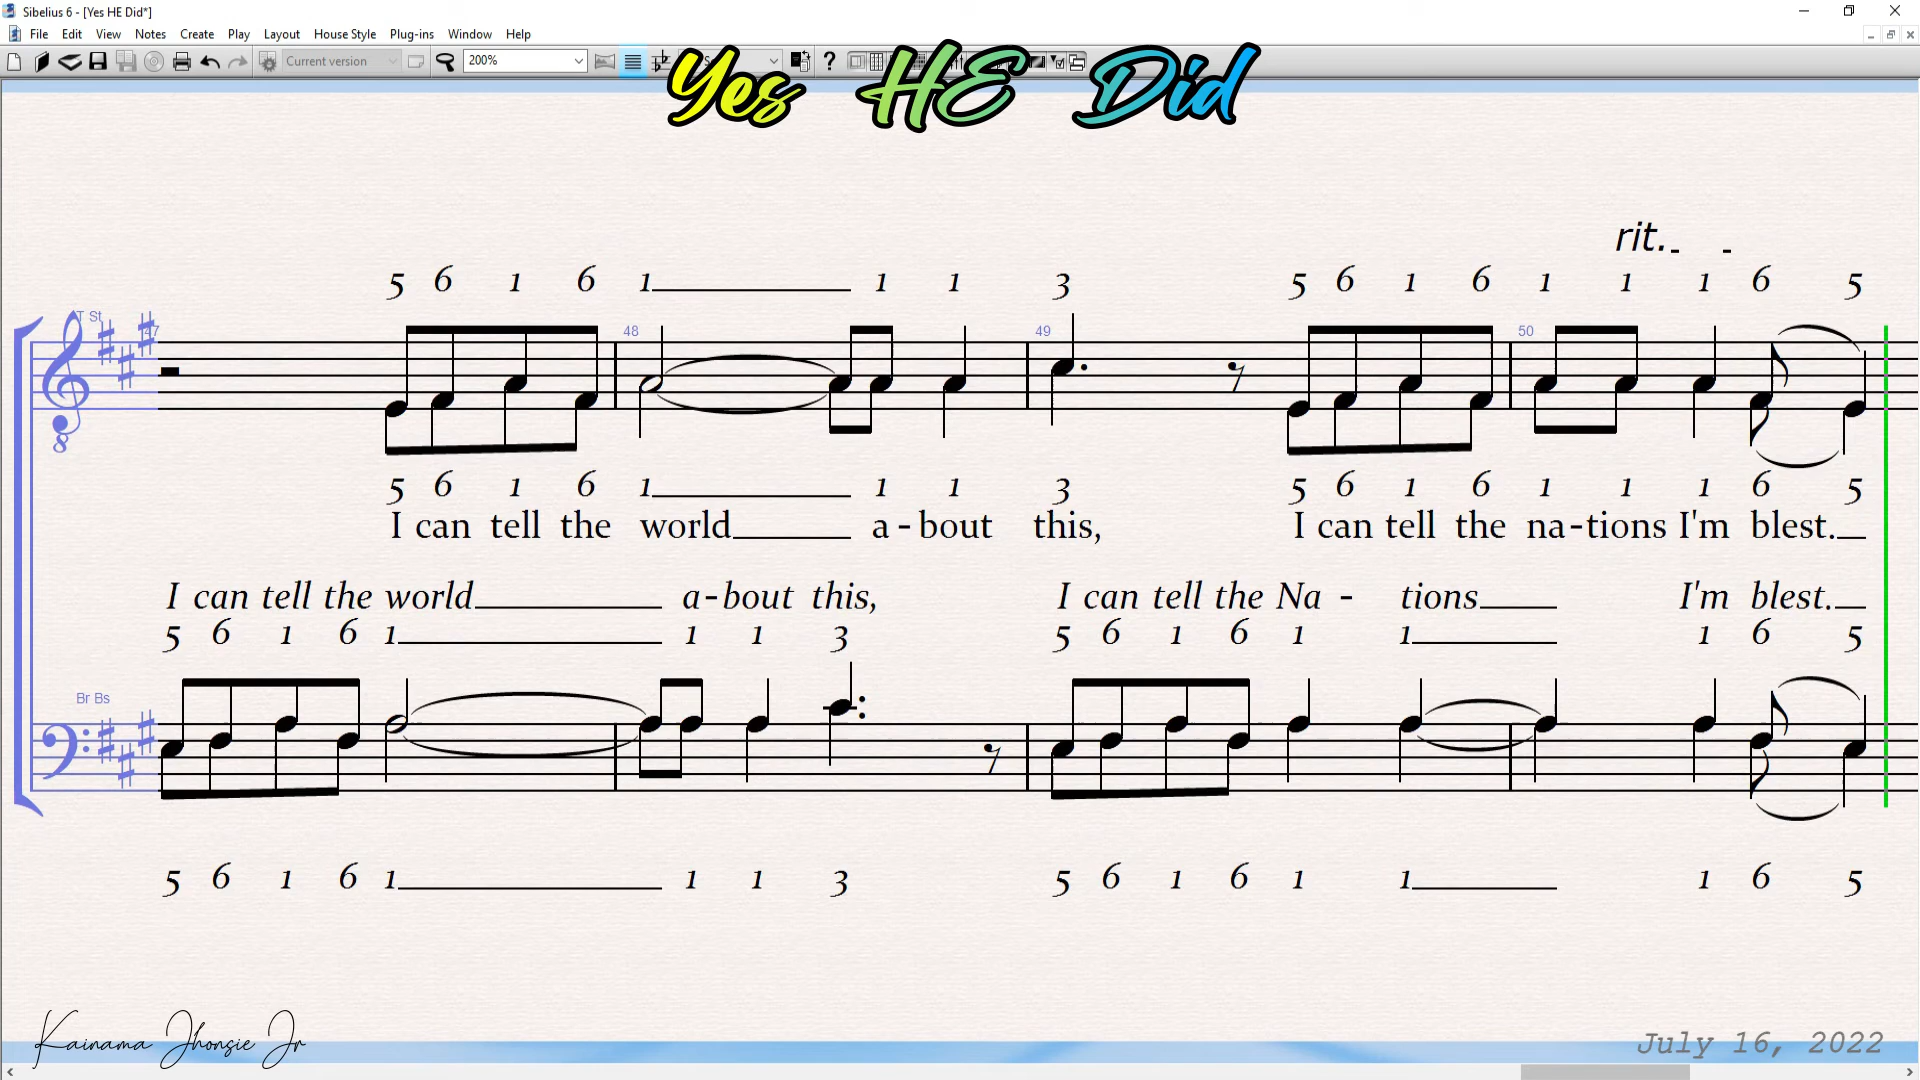 Sibelius 6 - [Yes HE Did*]
File Edit View Notes Create Play Layout House Style Plug-ins Window Help
Current version 200%
Yes HE Did
rit.
5 6 1 6 1 1 1 3 5 6 1 6 1 1 1 6 5
T St 47 48 49 50
8
5 6 1 6 1 1 1 3 5 6 1 6 1 1 1 6 5
I can tell the world a-bout this, I can tell the na-tions I'm blest.
I can tell the world a-bout this, I can tell the Na - tions I'm blest.
5 6 1 6 1 1 1 3 5 6 1 6 1 1 1 6 5
Br Bs
5 6 1 6 1 1 1 3 5 6 1 6 1 1 1 6 5
Kainama Jhonsie Jr
July 16, 2022